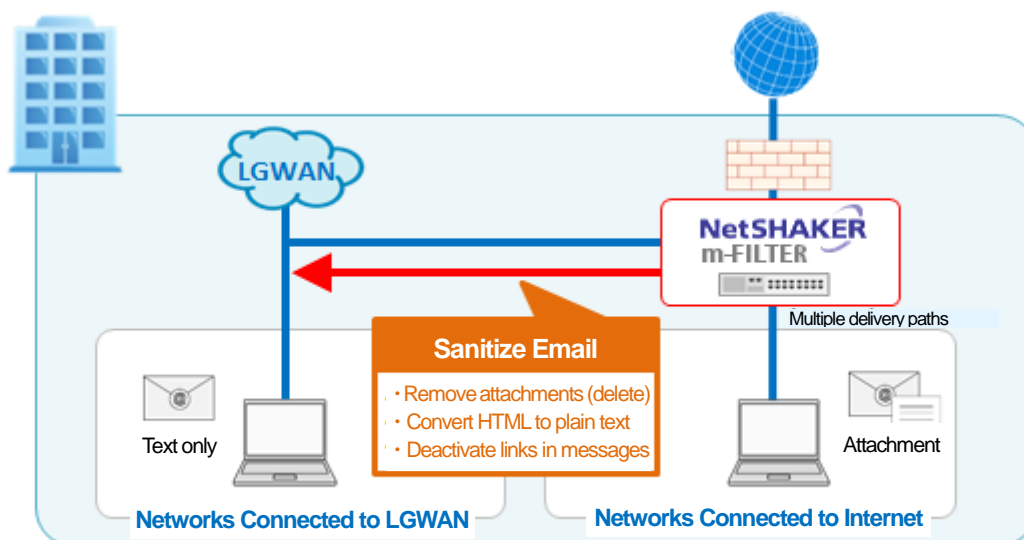 LGWAN
NetSHAKER
m-FILTER
Multiple delivery paths
Sanitize Email
・Remove attachments (delete)
・Convert HTML to plain text
・Deactivate links in messages
Text only
Attachment
Networks Connected to LGWAN
Networks Connected to Internet